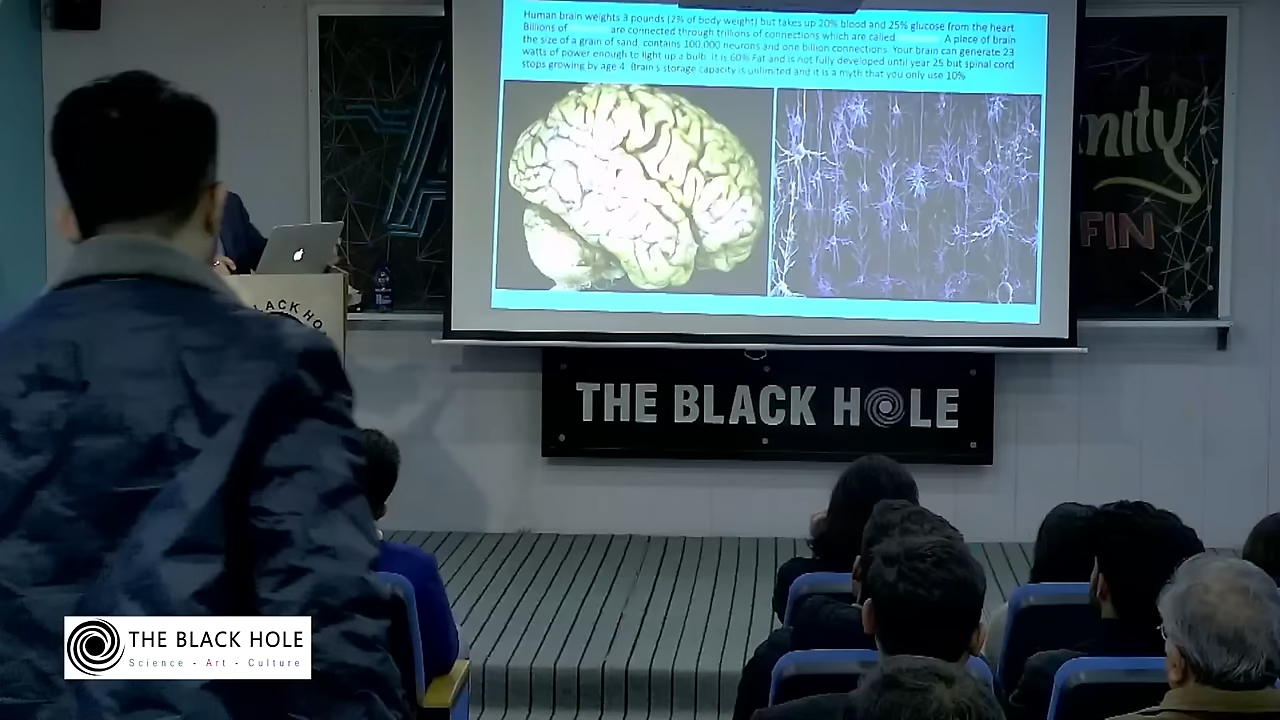 Human brain weights 3 pounds (2% of body weight) but takes up 20% blood and 25% glucose from the heart
Billions of are connected through trillions of connections which are called A piece of brain
the size of a grain of sand contains 100,000 neurons and one billion connections. Your brain can generate 23
watts of power enough to light up a bulb. It is 60% Fat and is not fully developed until year 25 but spinal cord
stops growing by age 4. Brain's storage capacity is unlimited and it is a myth that you only use 10%
nity
FIN
LACK HO
THE BLACK HOLE
THE BLACK HOLE
Science - Art - Culture